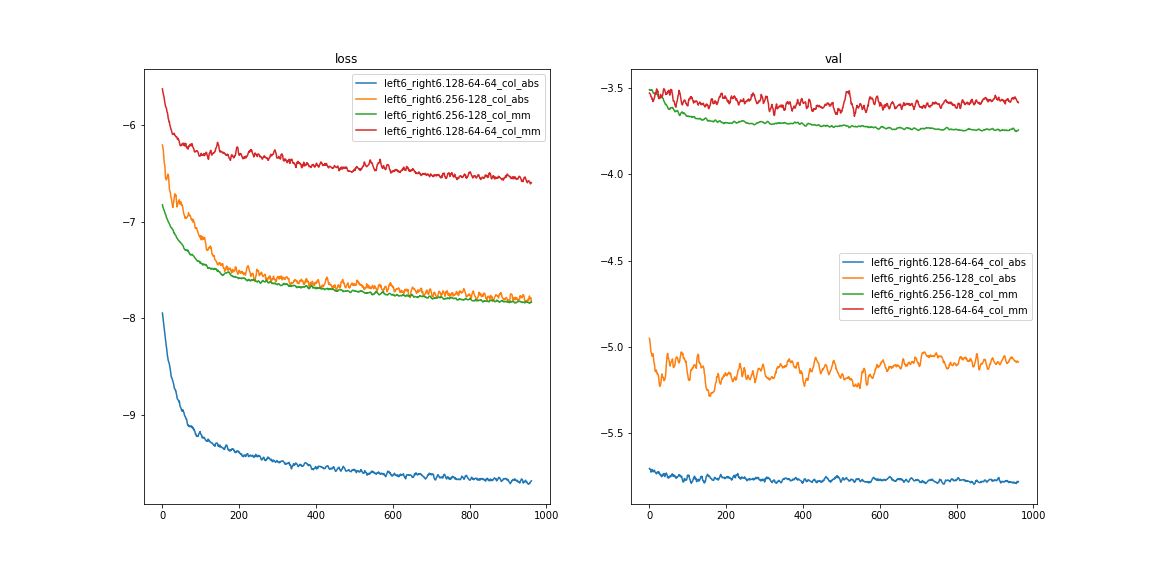 loss
left6_right6.128-64-64_col_abs
left6_right6.256-128_col_abs
left6_right6.256-128_col_mm
left6_right6.128-64-64_col_mm
−6
−7
−8
−9
0 200 400 600 800 1000
val
−3.5
−4.0
−4.5
−5.0
−5.5
left6_right6.128-64-64_col_abs
left6_right6.256-128_col_abs
left6_right6.256-128_col_mm
left6_right6.128-64-64_col_mm
0 200 400 600 800 1000